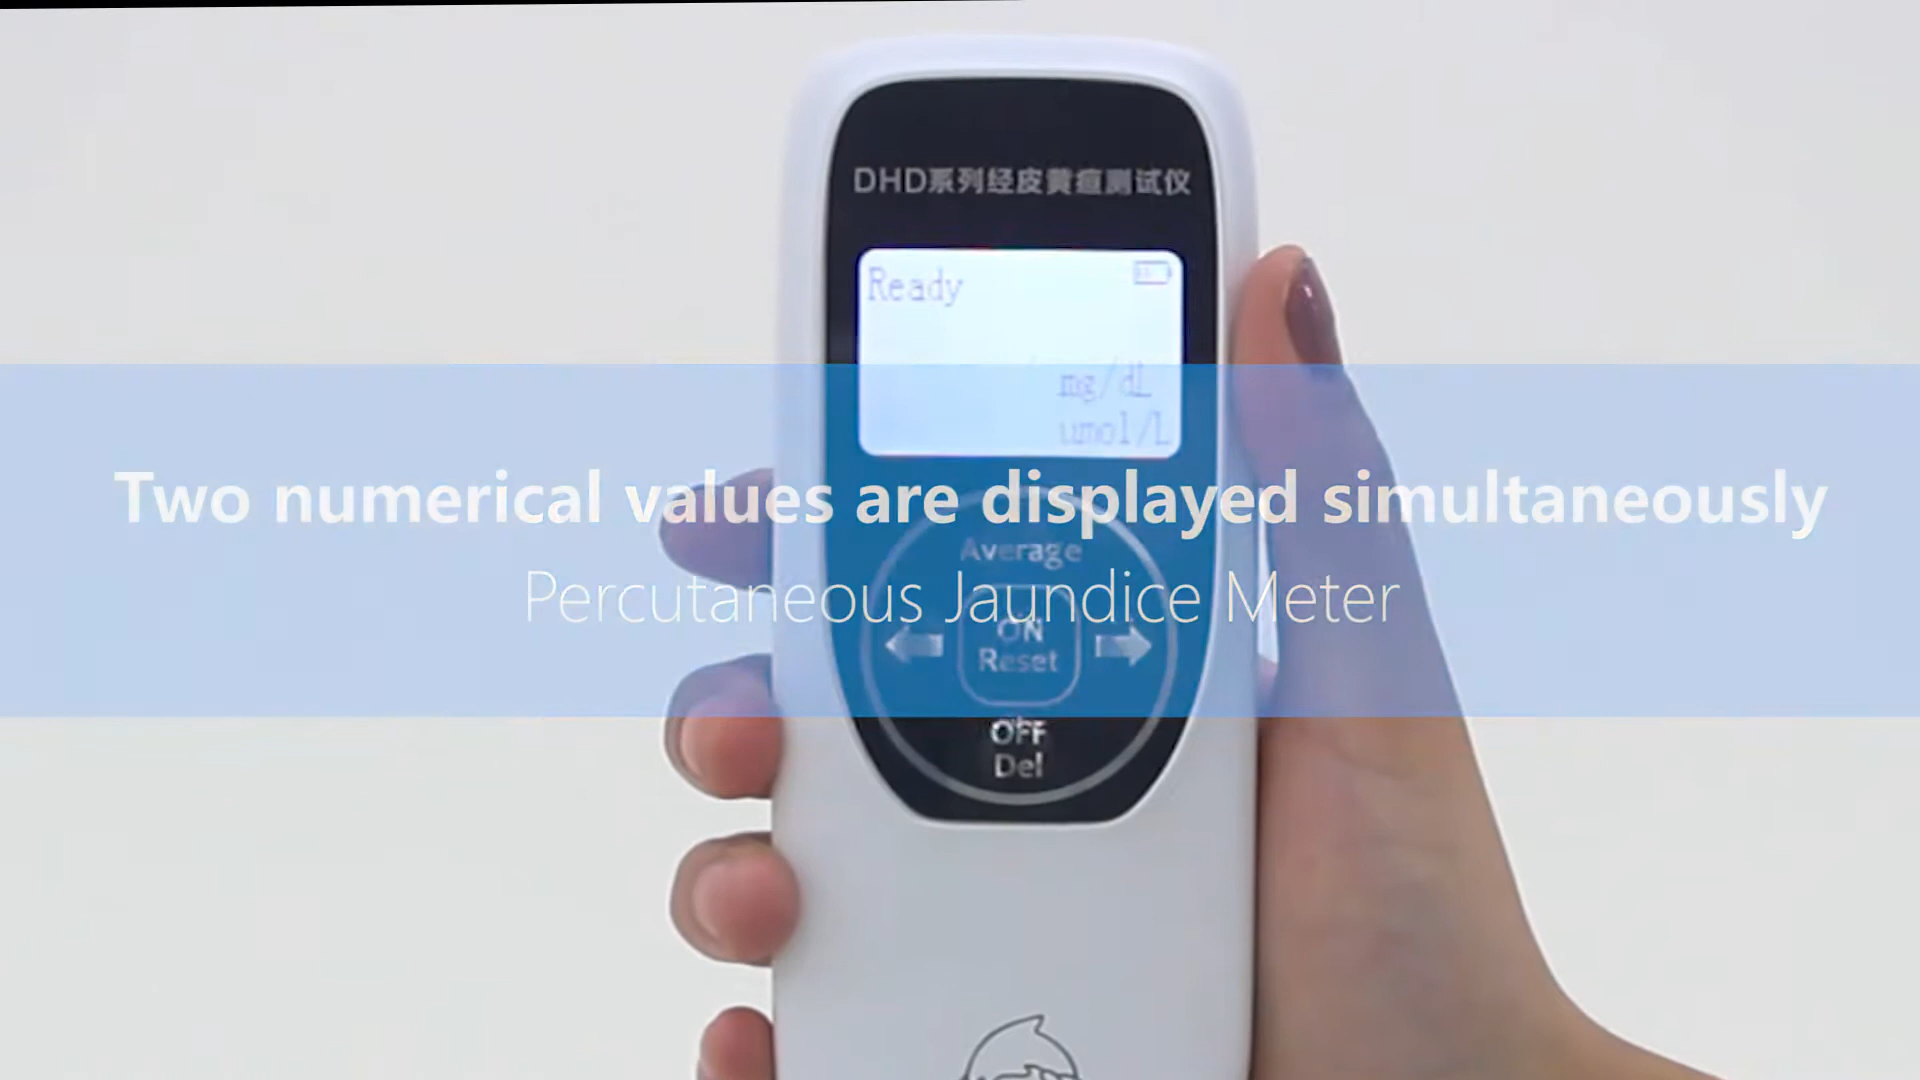 DHD系列经皮黄疸测试仪
Ready
mg/dL
umol/L
Two numerical values are displayed simultaneously
Average
Percutaneous Jaundice Meter
ON
Reset
OFF
Del